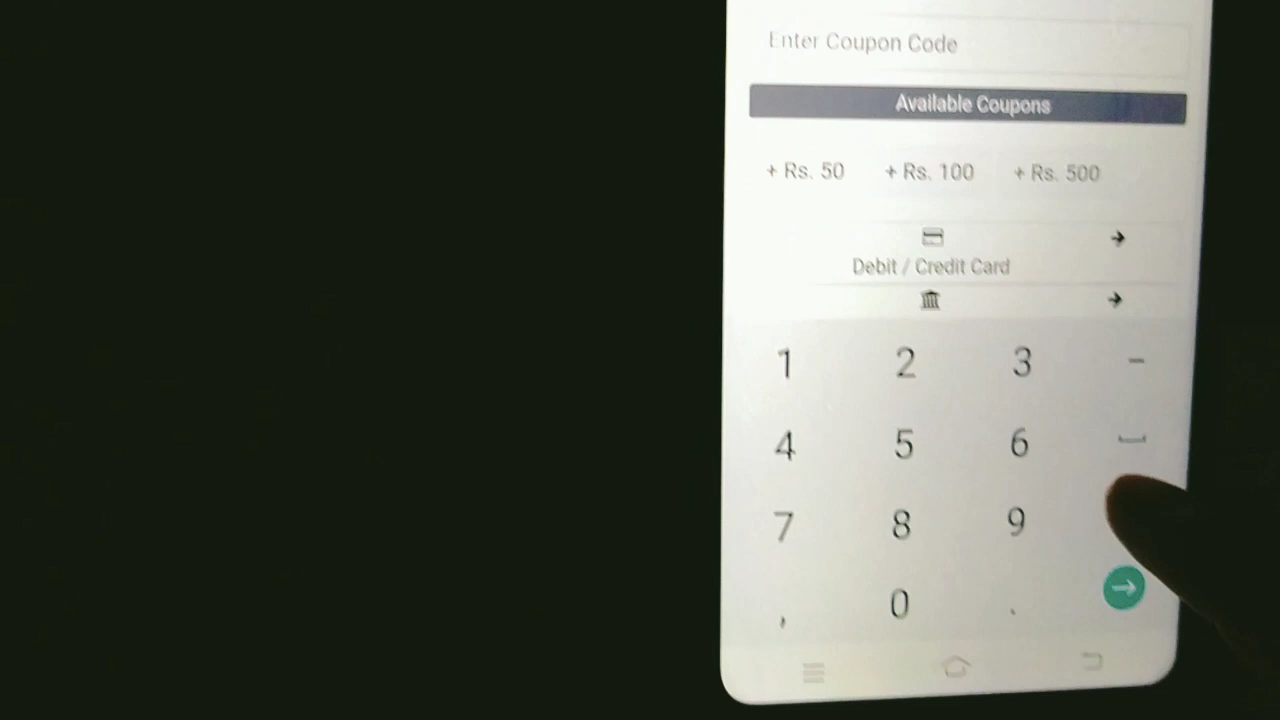 Enter Coupon Code
Available Coupons
+ Rs. 50 + Rs. 100 + Rs. 500
Debit / Credit Card
1 2 3 -
4 5 6
7 8 9
, 0 .